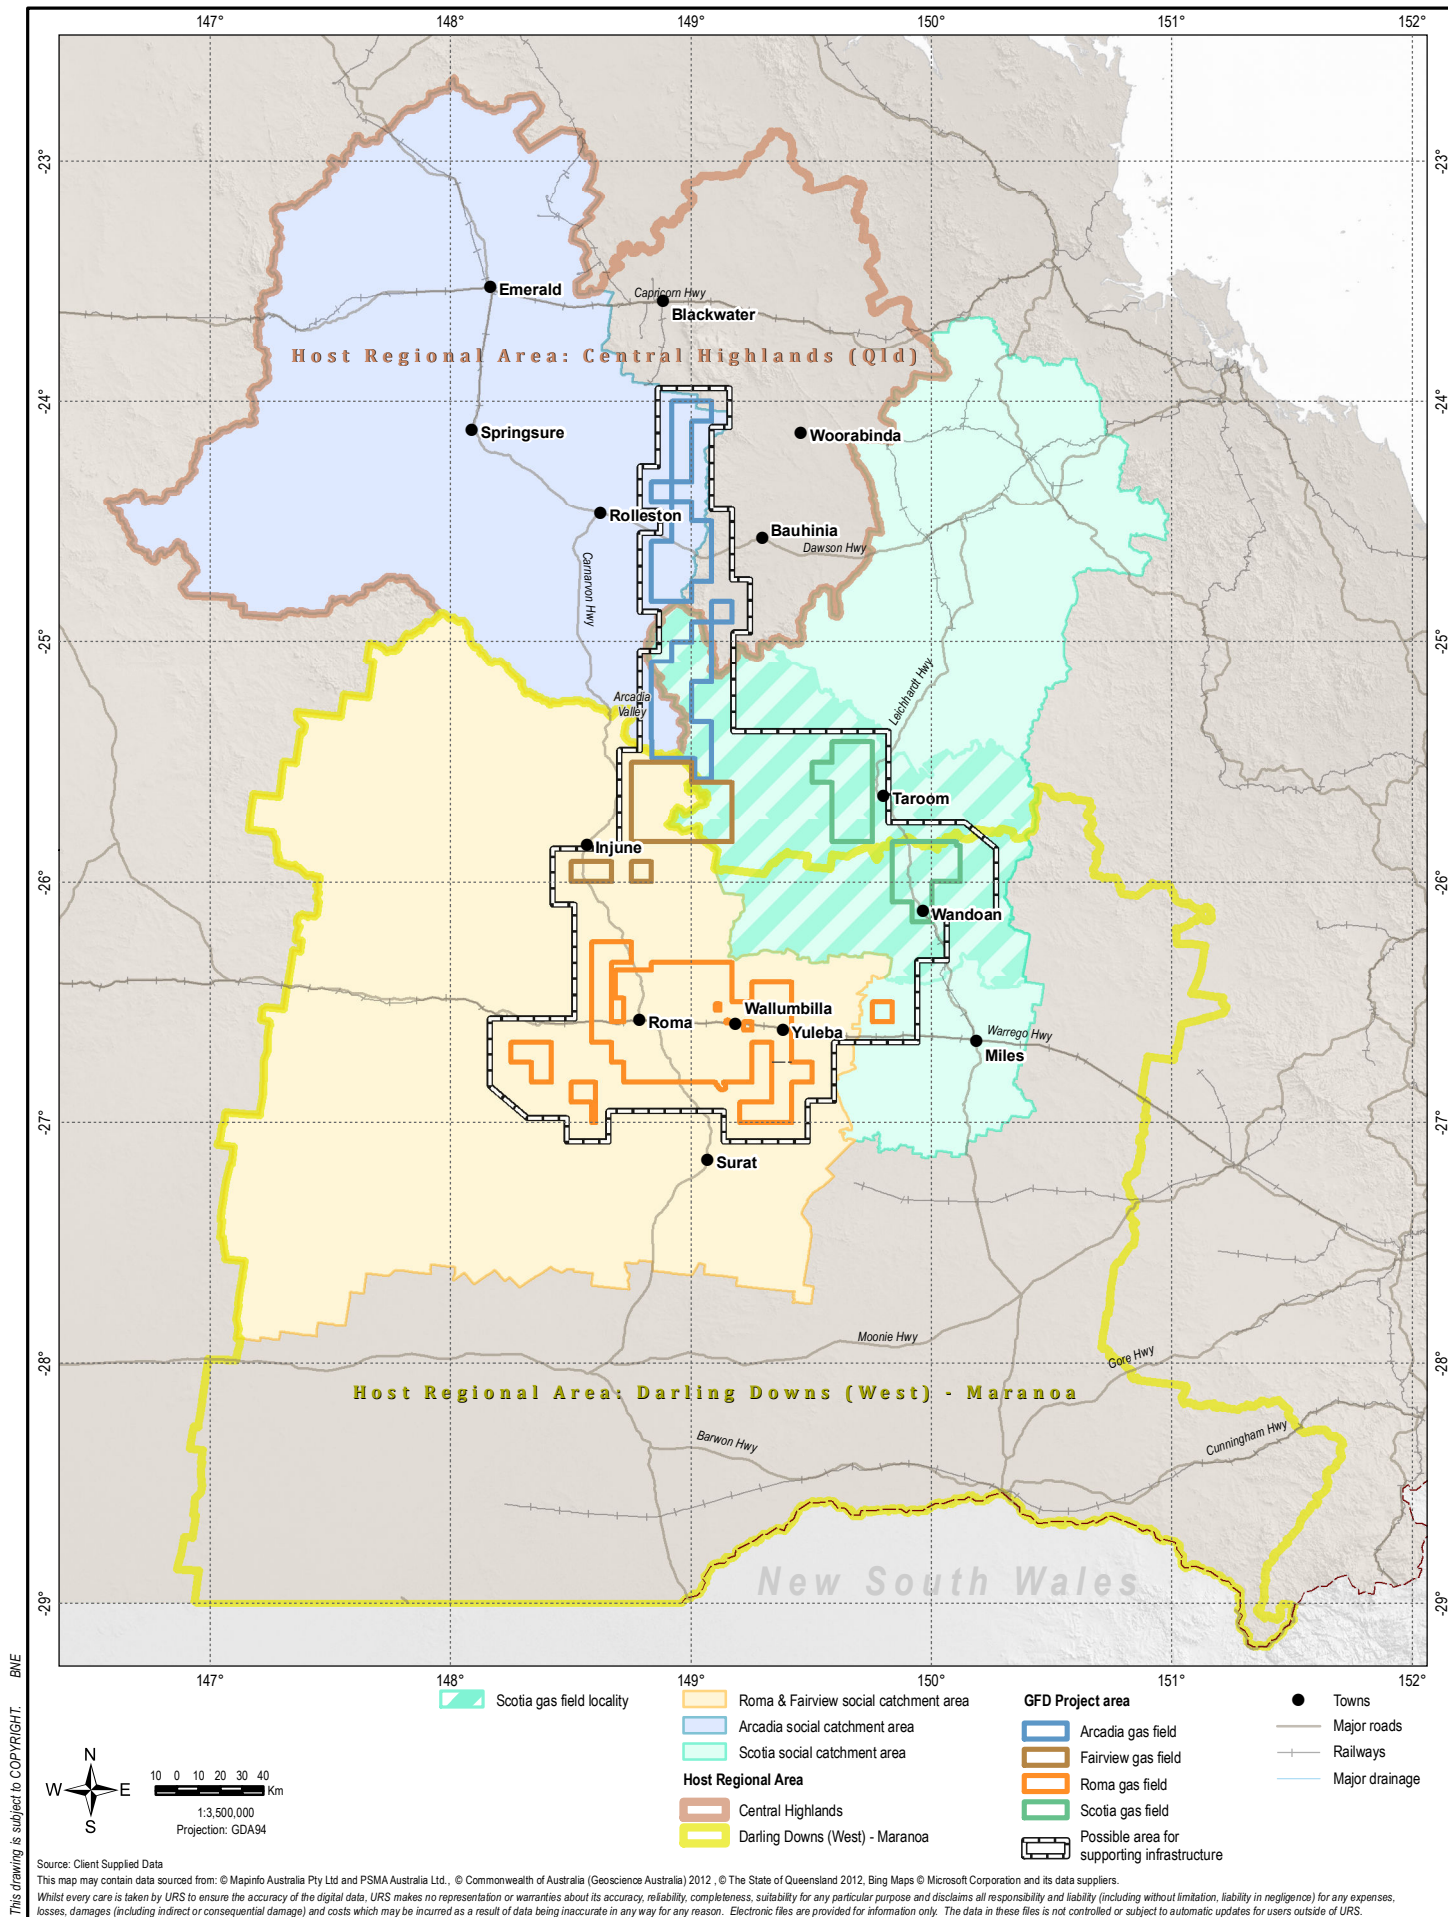 147° 148° 149° 150° 151° 152°
-23° -23°
Emerald
Capricorn Hwy
Blackwater
Host Regional Area: Central Highlands (Qld)
-24° -24°
Springsure
Woorabinda
Rolleston
Bauhinia
Dawson Hwy
Carnarvon Hwy
-25° -25°
Leichhardt Hwy
Arcadia
Valley
Taroom
Injune
-26° -26°
Wandoan
Wallumbilla
Roma
Yuleba
Warrego Hwy
Miles
-27° -27°
Surat
Moonie Hwy
Gore Hwy
-28° -28°
Host Regional Area: Darling Downs (West) - Maranoa
Barwon Hwy
Cunningham Hwy
New South Wales
-29° -29°
147° 148° 149° 150° 151° 152°
This drawing is subject to COPYRIGHT. BNE
Scotia gas field locality
Roma & Fairview social catchment area
Arcadia social catchment area
Scotia social catchment area
Host Regional Area
Central Highlands
Darling Downs (West) - Maranoa
GFD Project area
Arcadia gas field
Fairview gas field
Roma gas field
Scotia gas field
Possible area for
supporting infrastructure
Towns
Major roads
Railways
Major drainage
N
W E
S
10 0 10 20 30 40
Km
1:3,500,000
Projection: GDA94
Source: Client Supplied Data
This map may contain data sourced from: © Mapinfo Australia Pty Ltd and PSMA Australia Ltd., © Commonwealth of Australia (Geoscience Australia) 2012 , © The State of Queensland 2012, Bing Maps © Microsoft Corporation and its data suppliers.
Whilst every care is taken by URS to ensure the accuracy of the digital data, URS makes no representation or warranties about its accuracy, reliability, completeness, suitability for any particular purpose and disclaims all responsibility and liability (including without limitation, liability in negligence) for any expenses,
losses, damages (including indirect or consequential damage) and costs which may be incurred as a result of data being inaccurate in any way for any reason. Electronic files are provided for information only. The data in these files is not controlled or subject to automatic updates for users outside of URS.